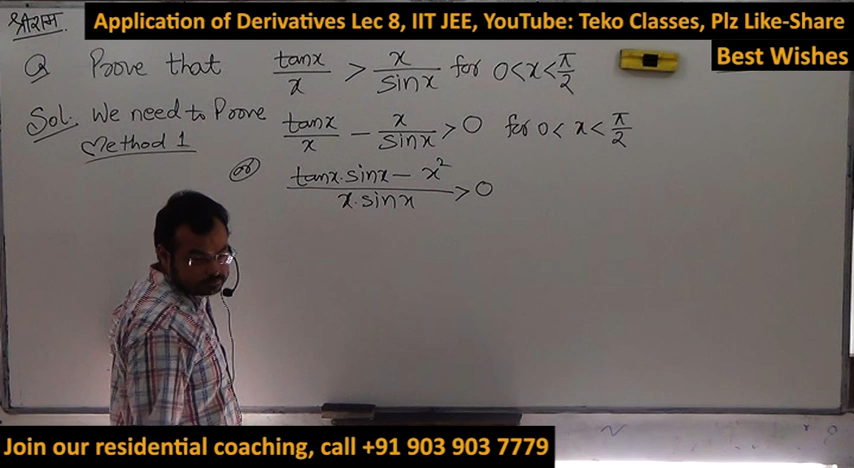 श्रीराम.
Application of Derivatives Lec 8, IIT JEE, YouTube: Teko Classes, Plz Like-Share
Best Wishes
Q Prove that tanx/x > x/sinx for 0<x<π/2
Sol. We need to Prove tanx/x − x/sinx > 0 for 0 < x < π/2
Method 1
or (tanx·sinx − x²)/(x·sinx) > 0
Join our residential coaching, call +91 903 903 7779